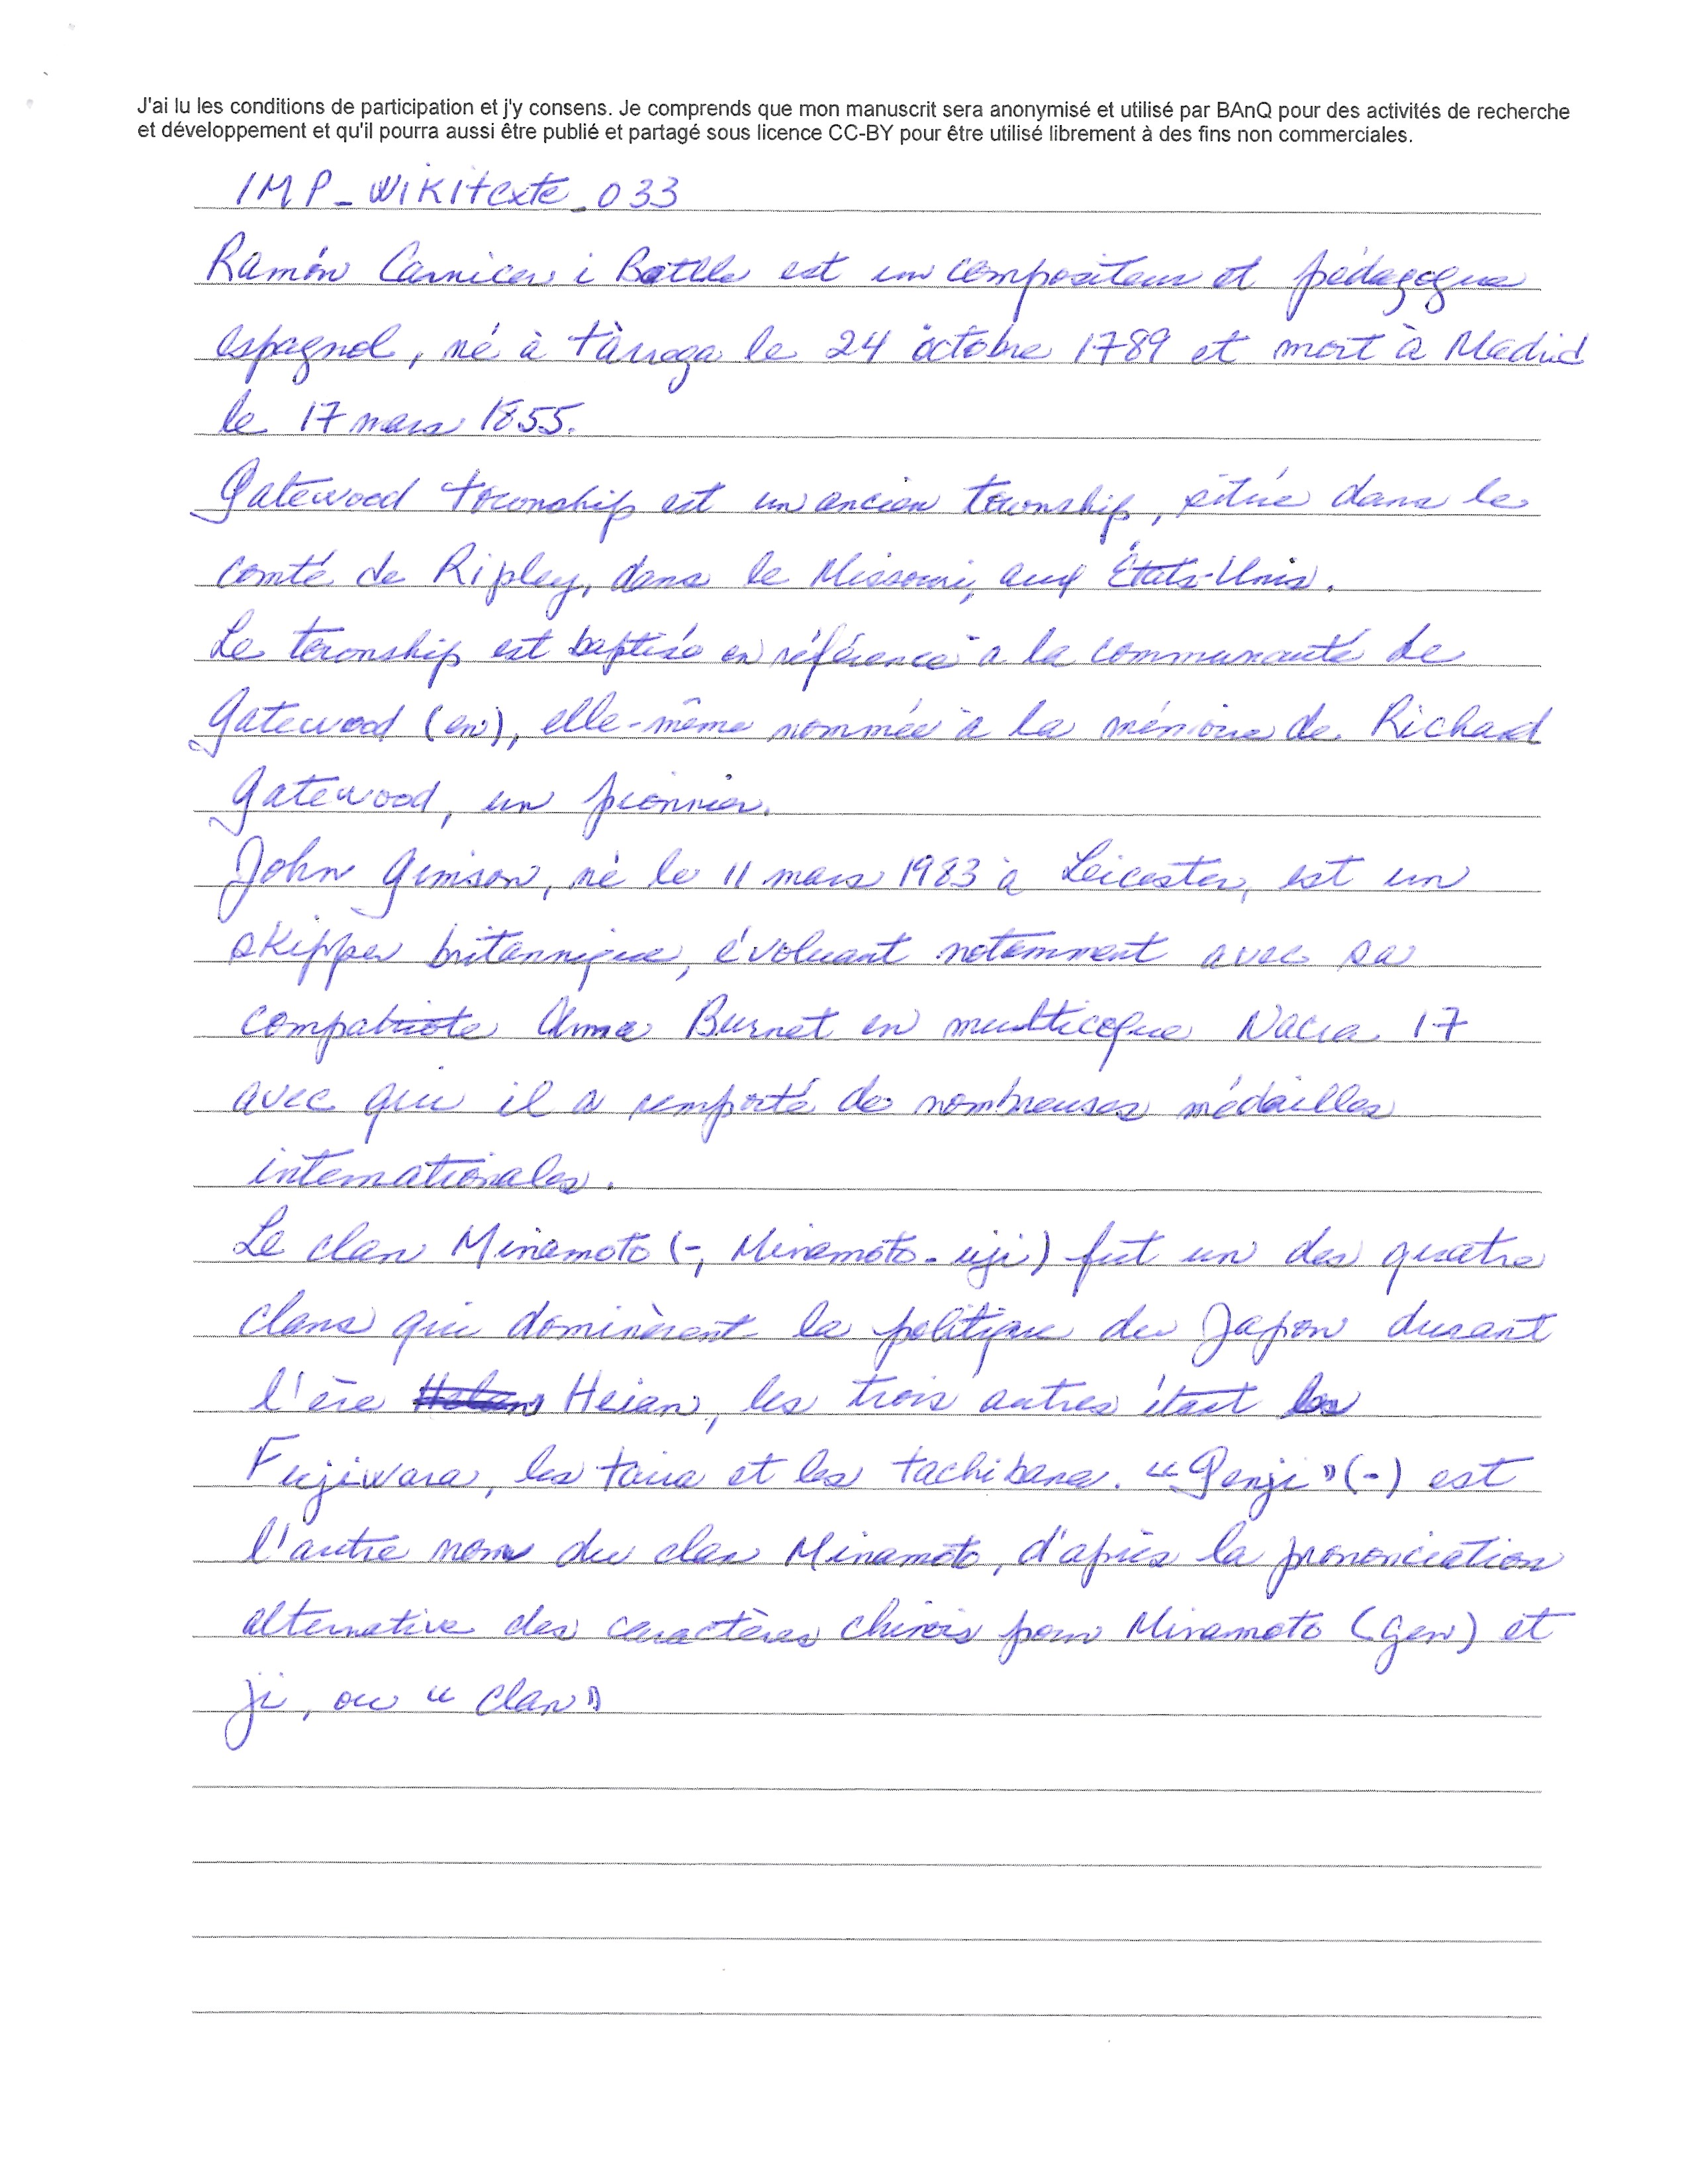 J'ai lu les conditions de participation et j'y consens. Je comprends que mon manuscrit sera anonymisé et utilisé par BAnQ pour des activités de recherche
et développement et qu'il pourra aussi être publié et partagé sous licence CC-BY pour être utilisé librement à des fins non commerciales.
IMP_WIKITexte_033
Ramón Carnicer i Batlle est un compositeur et pédagogue
espagnol, né à Tàrrega le 24 octobre 1789 et mort à Madrid
le 17 mars 1855.
Gatewood Township est un ancien township, situé dans le
comté de Ripley, dans le Missouri, aux États-Unis.
Le township est baptisé en référence à la communauté de
Gatewood (en), elle-même nommée à la mémoire de Richard
Gatewood, un pionnier.
John Gimson, né le 11 mars 1983 à Leicester, est un
skipper britannique, évoluant notamment avec sa
compatriote Anna Burnet en multicoque Nacra 17
avec qui il a remporté de nombreuses médailles
internationales.
Le clan Minamoto (-, Minamoto-uji) fut un des quatre
clans qui dominèrent la politique du Japon durant
l'ère Heian, les trois autres étant les
Fujiwara, les Taira et les Tachibana. « Genji » (-) est
l'autre nom du clan Minamoto, d'après la prononciation
alternative des caractères chinois pour Minamoto (gen) et
ji, ou « clan »